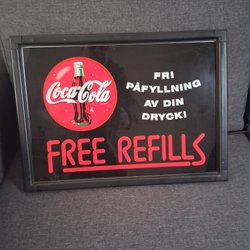 Coca-Cola
FRI
PÅFYLLNING
AV DIN
DRYCK!
FREE REFILLS